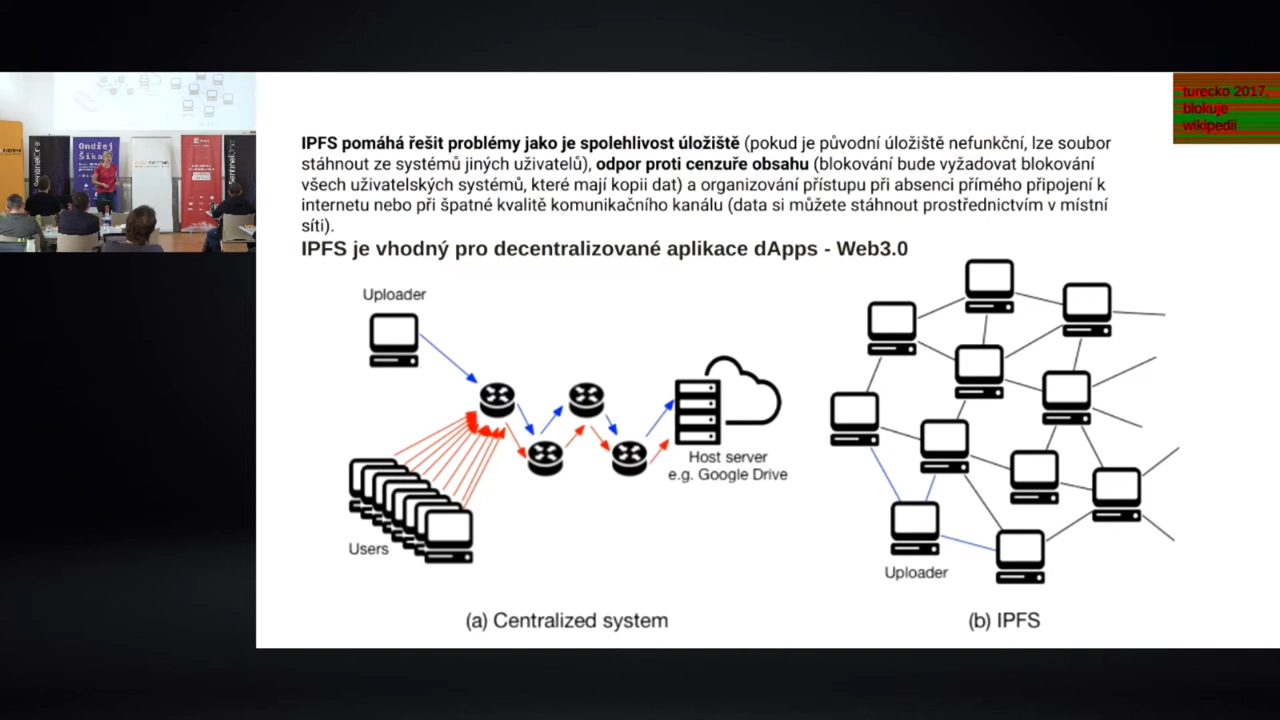 turecko 2017.
blokuje
wikipedii
IPFS pomáhá řešit problémy jako je spolehlivost úložiště (pokud je původní úložiště nefunkční, lze soubor
stáhnout ze systémů jiných uživatelů), odpor proti cenzuře obsahu (blokování bude vyžadovat blokování
všech uživatelských systémů, které mají kopii dat) a organizování přístupu při absenci přímého připojení k
internetu nebo při špatné kvalitě komunikačního kanálu (data si můžete stáhnout prostřednictvím v místní
síti).
IPFS je vhodný pro decentralizované aplikace dApps - Web3.0
Uploader
Host server
e.g. Google Drive
Users
Uploader
(a) Centralized system
(b) IPFS
Ondřej
Šika
SentinelOne